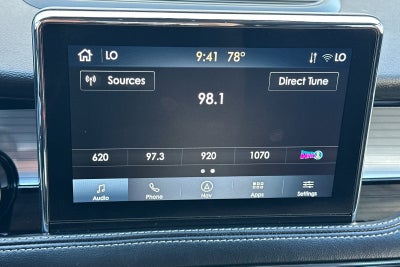 LO 9:41 78° LO
Sources Direct Tune
98.1
620 97.3 920 1070
Audio Phone Nav Apps Settings